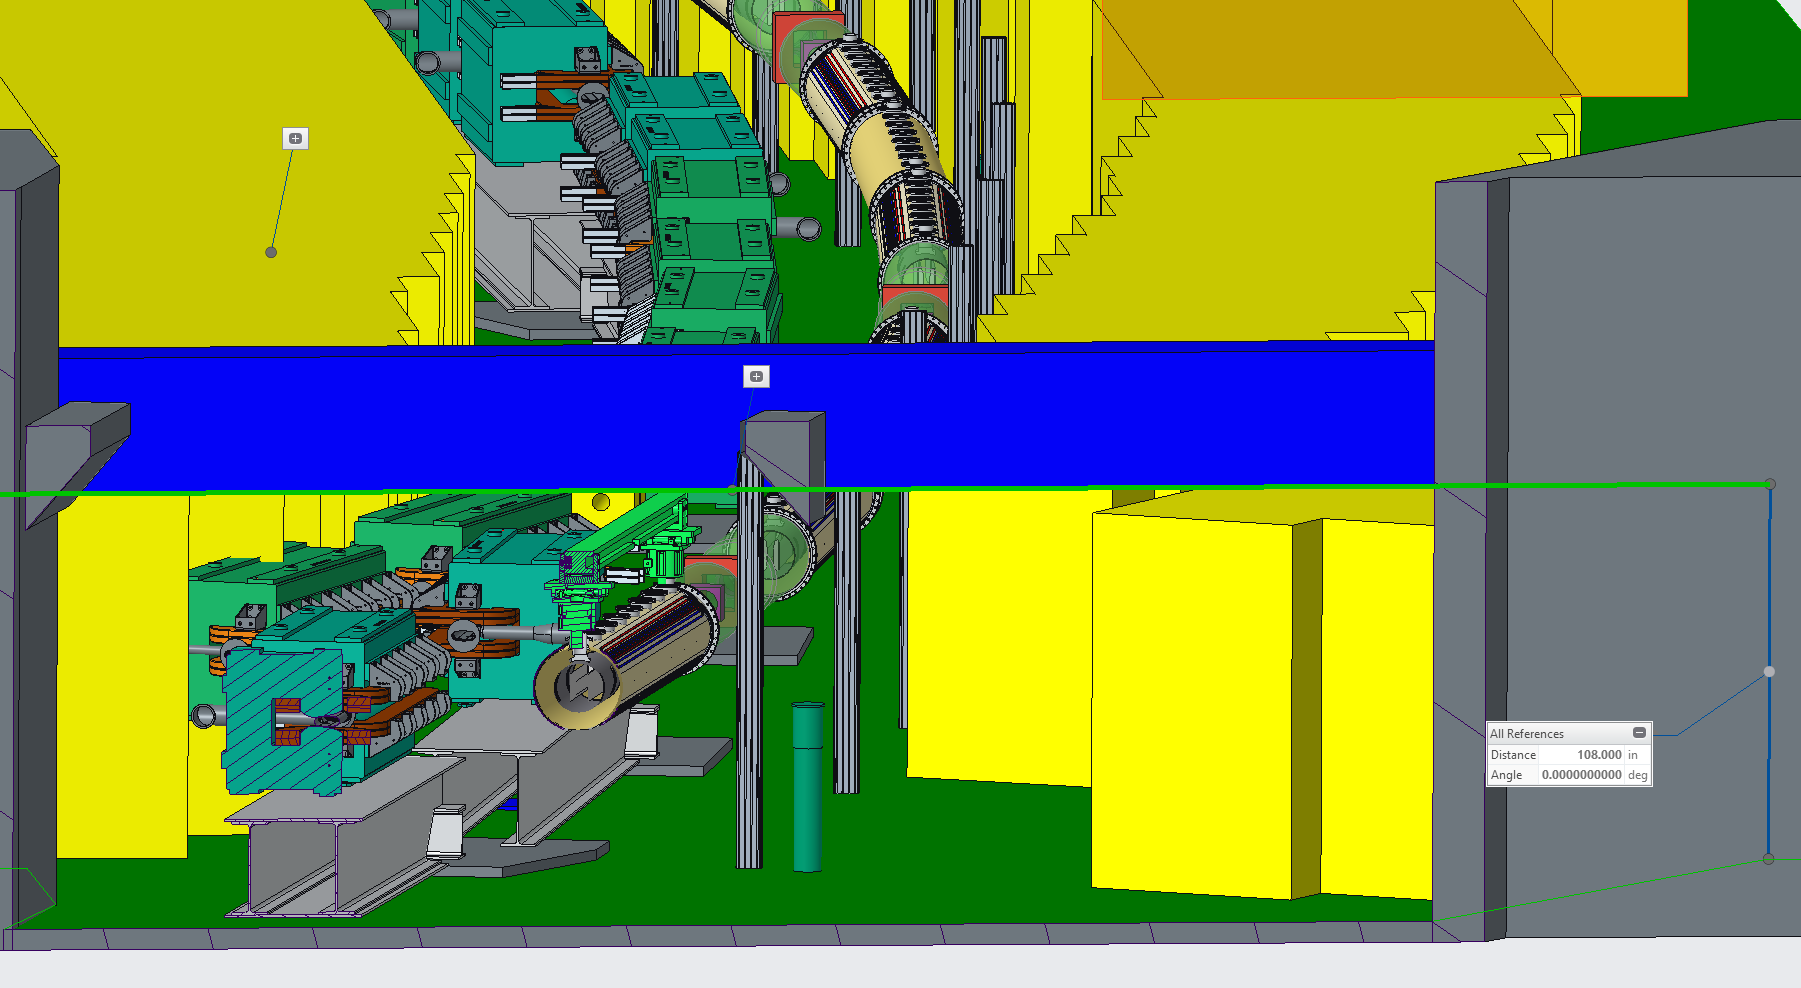 All References
Distance 108.000 in
Angle 0.0000000000 deg